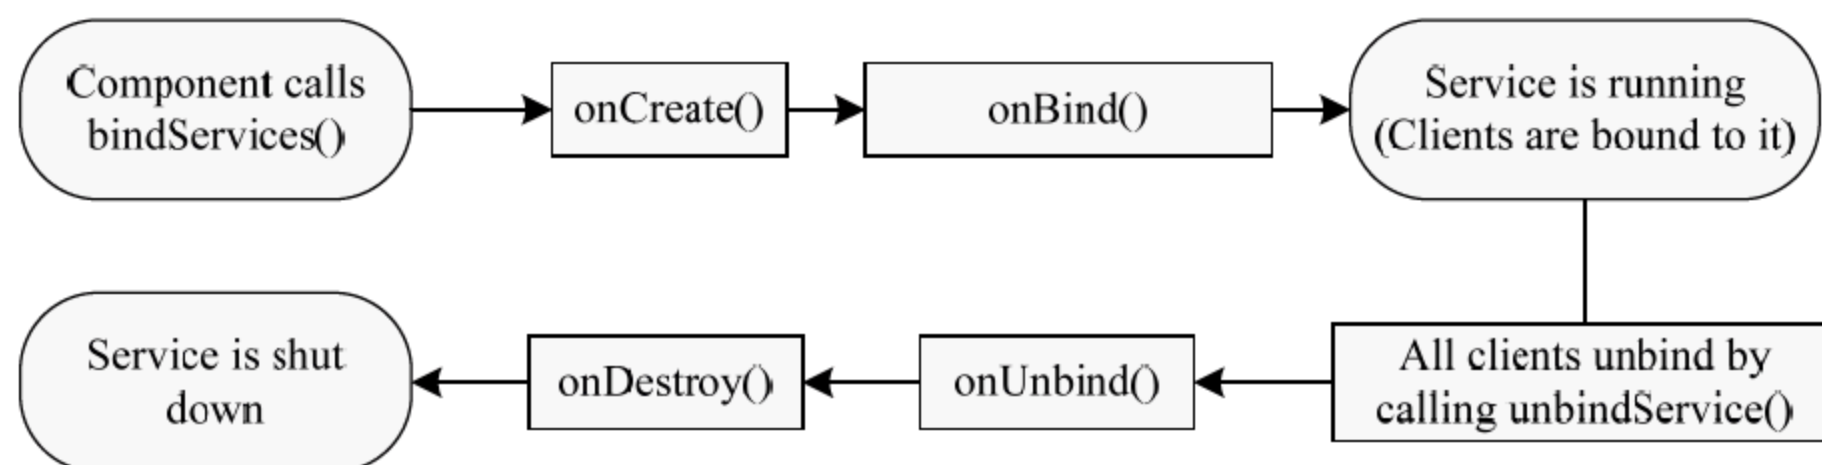 Component calls
bindServices()
onCreate()
onBind()
Service is running
(Clients are bound to it)
All clients unbind by
calling unbindService()
onUnbind()
onDestroy()
Service is shut
down